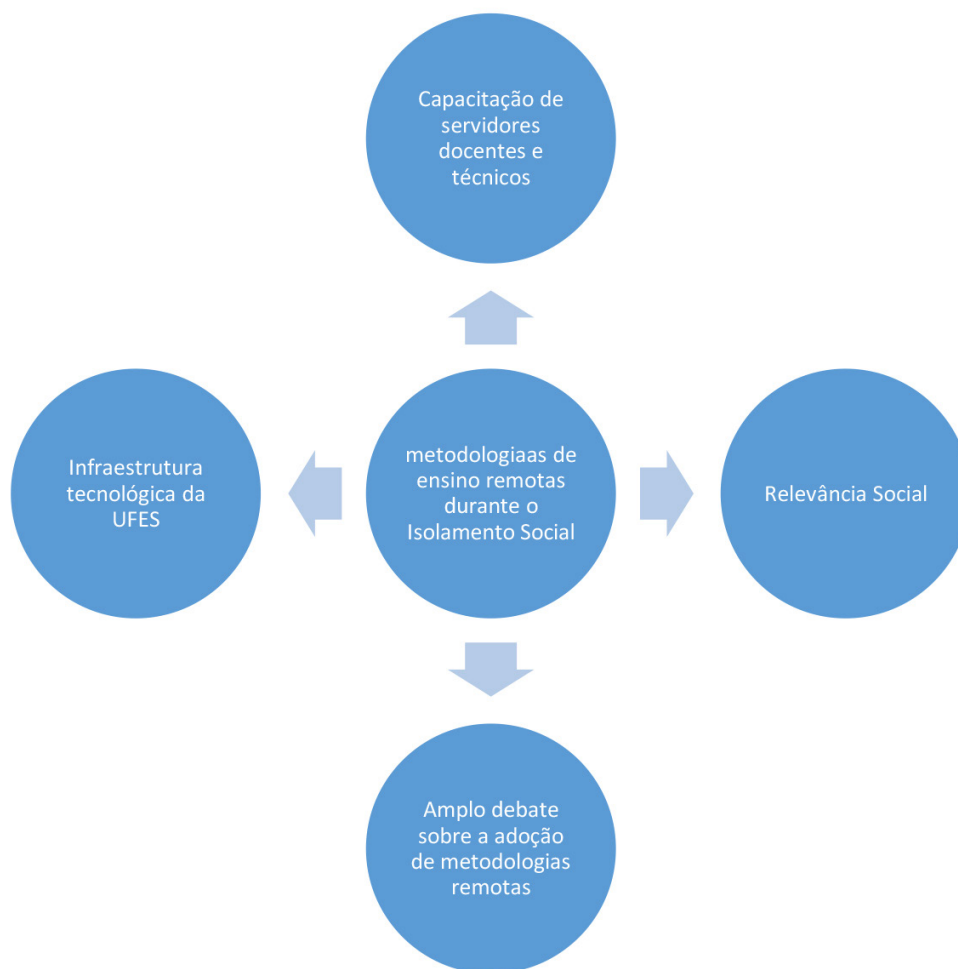 Capacitação de
servidores
docentes e
técnicos
Infraestrutura
tecnológica da
UFES
metodologiaas de
ensino remotas
durante o
Isolamento Social
Relevância Social
Amplo debate
sobre a adoção
de metodologias
remotas